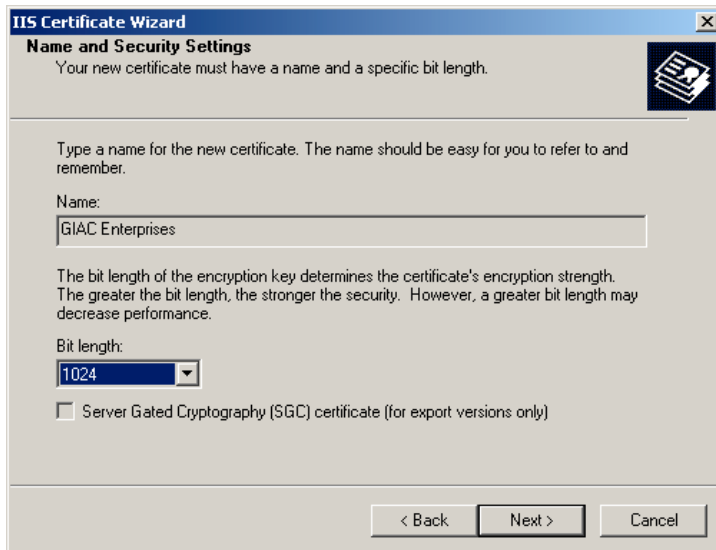 IIS Certificate Wizard
Name and Security Settings
Your new certificate must have a name and a specific bit length.
Type a name for the new certificate. The name should be easy for you to refer to and
remember.
Name:
GIAC Enterprises
The bit length of the encryption key determines the certificate's encryption strength.
The greater the bit length, the stronger the security.  However, a greater bit length may
decrease performance.
Bit length:
1024
Server Gated Cryptography (SGC) certificate (for export versions only)
< Back
Next >
Cancel